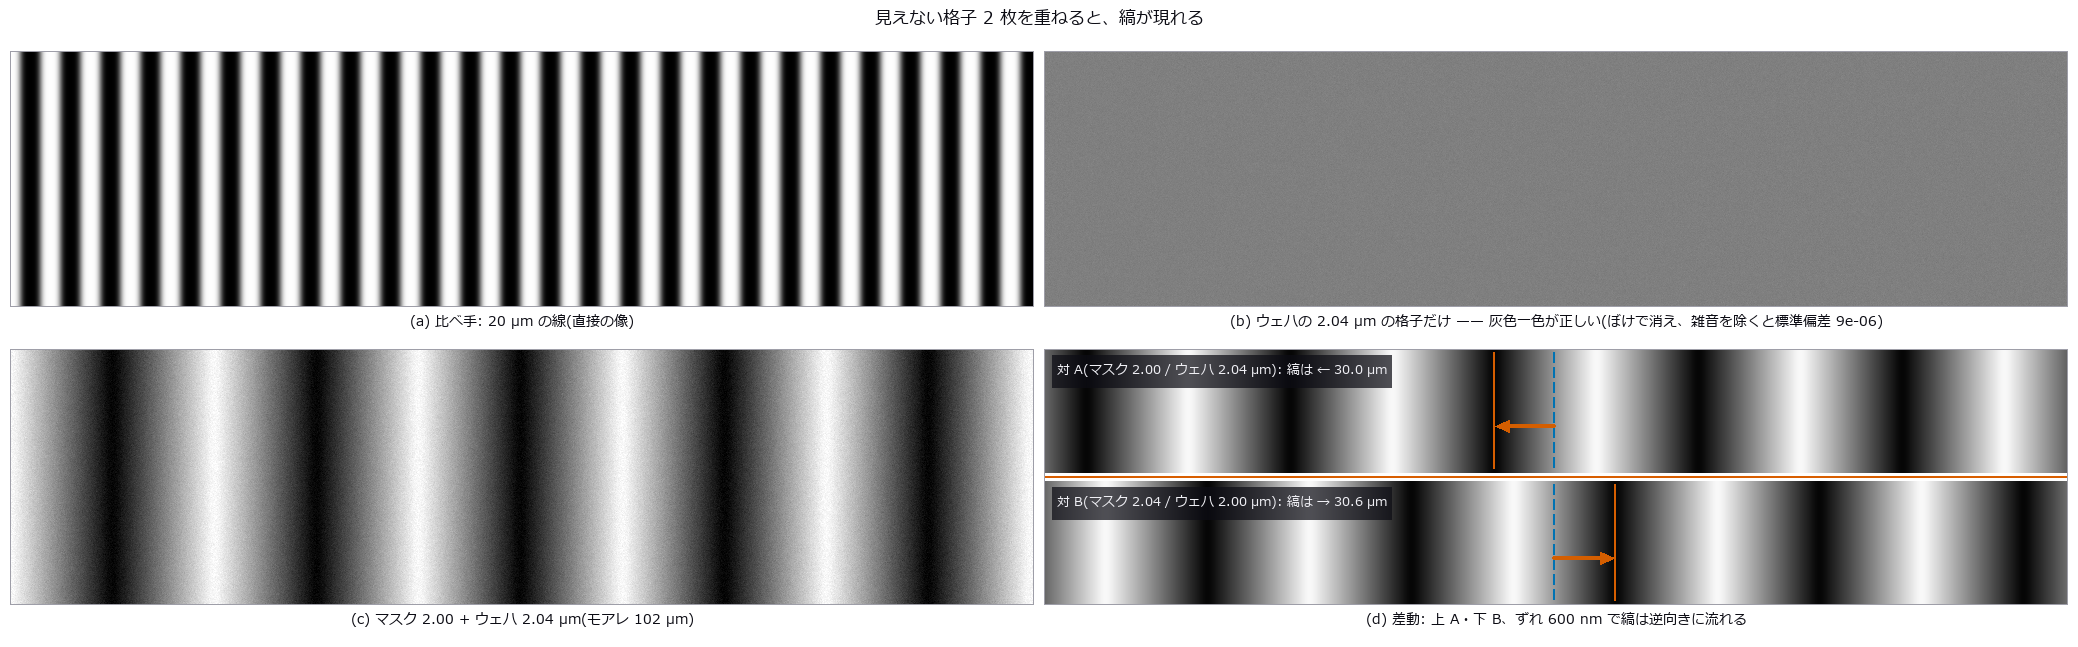 見えない格子 2 枚を重ねると、縞が現れる
(a) 比べ手: 20 μm の線(直接の像)
(b) ウェハの 2.04 μm の格子だけ —— 灰色一色が正しい(ぼけで消え、雑音を除くと標準偏差 9e-06)
(c) マスク 2.00 + ウェハ 2.04 μm(モアレ 102 μm)
対 A(マスク 2.00 / ウェハ 2.04 μm): 縞は ← 30.0 μm
対 B(マスク 2.04 / ウェハ 2.00 μm): 縞は → 30.6 μm
(d) 差動: 上 A・下 B、ずれ 600 nm で縞は逆向きに流れる